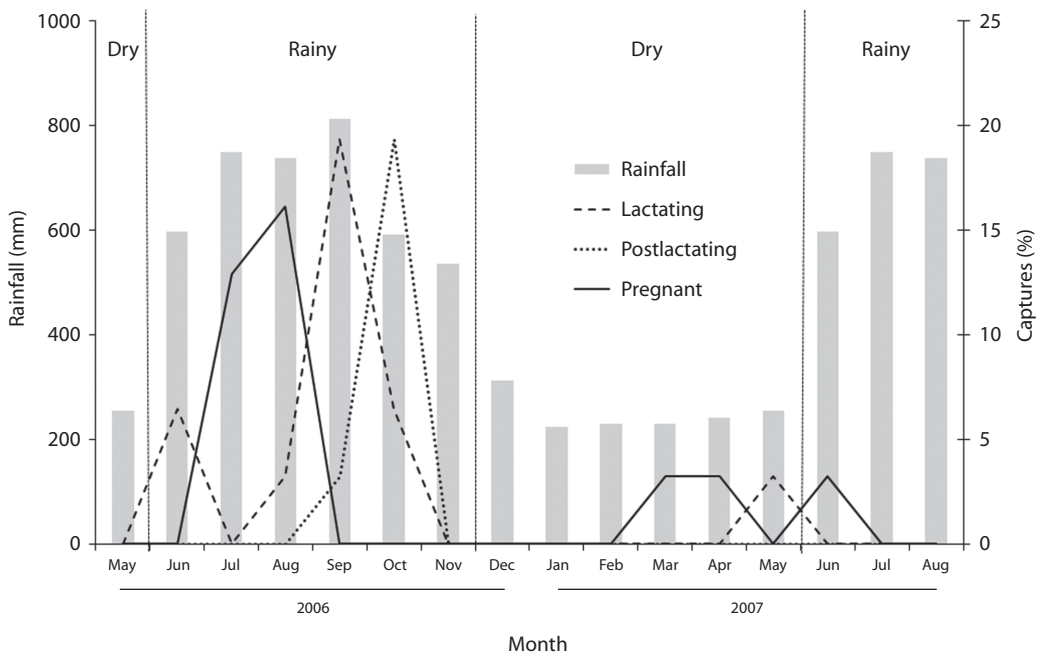 1000
800
600
400
200
0
Rainfall (mm)
Dry
Rainy
Dry
Rainy
Rainfall
Lactating
Postlactating
Pregnant
25
20
15
10
5
0
Captures (%)
May Jun Jul Aug Sep Oct Nov Dec Jan Feb Mar Apr May Jun Jul Aug
2006 2007
Month